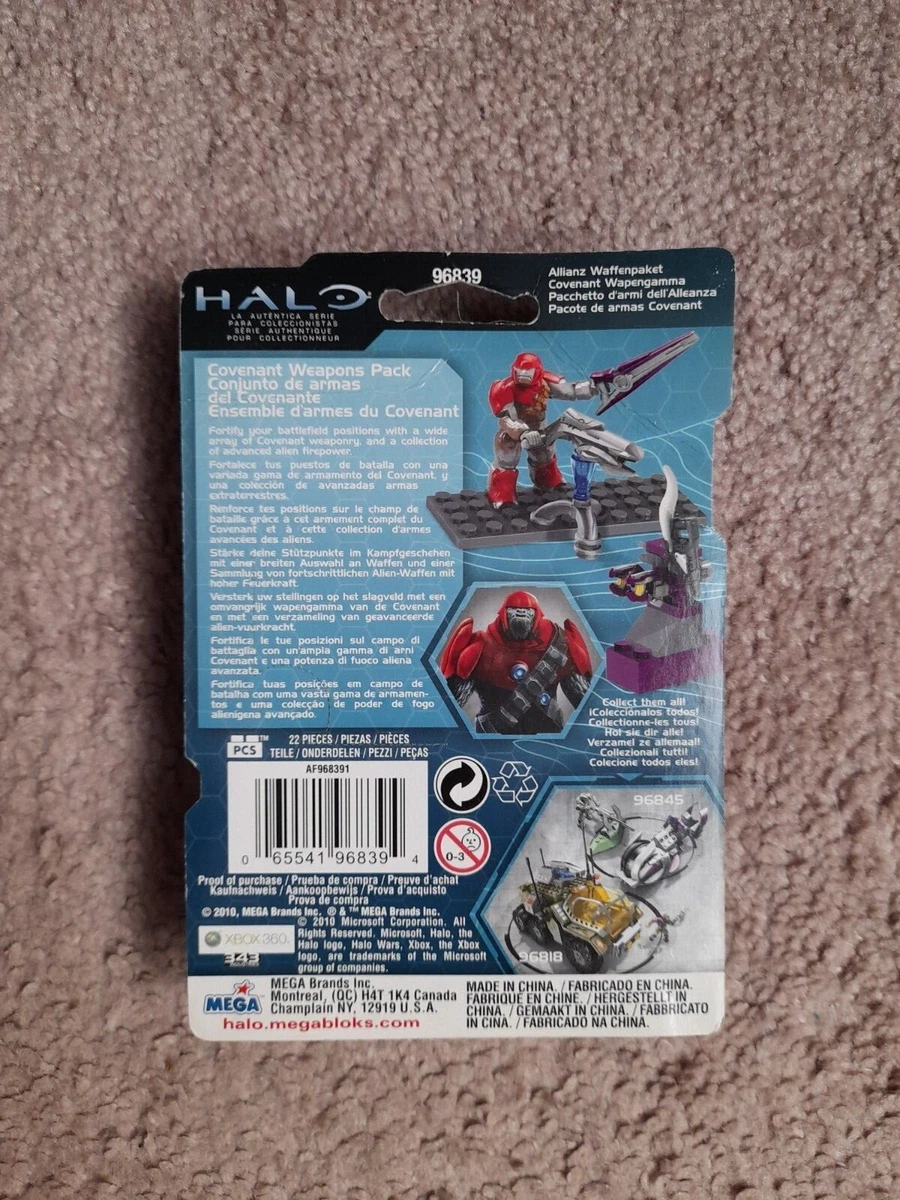 96839
Allianz Waffenpaket
Covenant Wapengamma
Pacchetto d'armi dell'Alleanza
Pacote de armas Covenant
HALO
LA AUTÉNTICA SERIE
PARA COLECCIONISTAS
SÉRIE AUTHENTIQUE
POUR COLLECTIONNEUR
Covenant Weapons Pack
Conjunto de armas
del Covenante
Ensemble d'armes du Covenant
Fortify your battlefield positions with a wide
array of Covenant weaponry, and a collection
of advanced alien firepower.
Fortalece tus puestos de batalla con una
variada gama de armamento del Covenant, y
una colección de avanzadas armas
extraterrestres.
Renforce tes positions sur le champ de
bataille grâce à cet armement complet du
Covenant et à cette collection d'armes
avancées des aliens.
Stärke deine Stützpunkte im Kampfgeschehen
mit einer breiten Auswahl an Waffen und einer
Sammlung von fortschrittlichen Alien-Waffen mit
hoher Feuerkraft.
Versterk uw stellingen op het slagveld met een
omvangrijk wapengamma van de Covenant
en met een verzameling van geavanceerde
alien-vuurkracht.
Fortifica le tue posizioni sul campo di
battaglia con un'ampia gamma di armi
Covenant e una potenza di fuoco aliena
avanzata.
Fortifica tuas posições em campo de
batalha com uma vasta gama de armamen-
tos e uma colecção de poder de fogo
alienígena avançado.
Collect them all!
¡Coleccionalos todos!
Collectionne-les tous!
Hol sie dir alle!
Verzamel ze allemaal!
Collezionali tutti!
Colecione todos eles!
PCS™
22 PIECES / PIEZAS / PIÈCES
TEILE / ONDERDELEN / PEZZI / PEÇAS
AF968391
0 65541 96839 4
0-3
96845
96818
Proof of purchase / Prueba de compra / Preuve d'achat
Kaufnachweis / Aankoopbewijs / Prova d'acquisto
Prova de compra
© 2010, MEGA Brands Inc. ® & ™ MEGA Brands Inc.
© 2010 Microsoft Corporation. All
Rights Reserved. Microsoft, Halo, the
Halo logo, Halo Wars, Xbox, the Xbox
logo, are trademarks of the Microsoft
group of companies.
XBOX 360.
343
MEGA
MEGA Brands Inc.
Montreal, (QC) H4T 1K4 Canada
Champlain NY, 12919 U.S.A.
halo.megabloks.com
MADE IN CHINA. / FABRICADO EN CHINA.
FABRIQUE EN CHINE. / HERGESTELLT IN
CHINA. / GEMAAKT IN CHINA. / FABBRICATO
IN CINA. / FABRICADO NA CHINA.